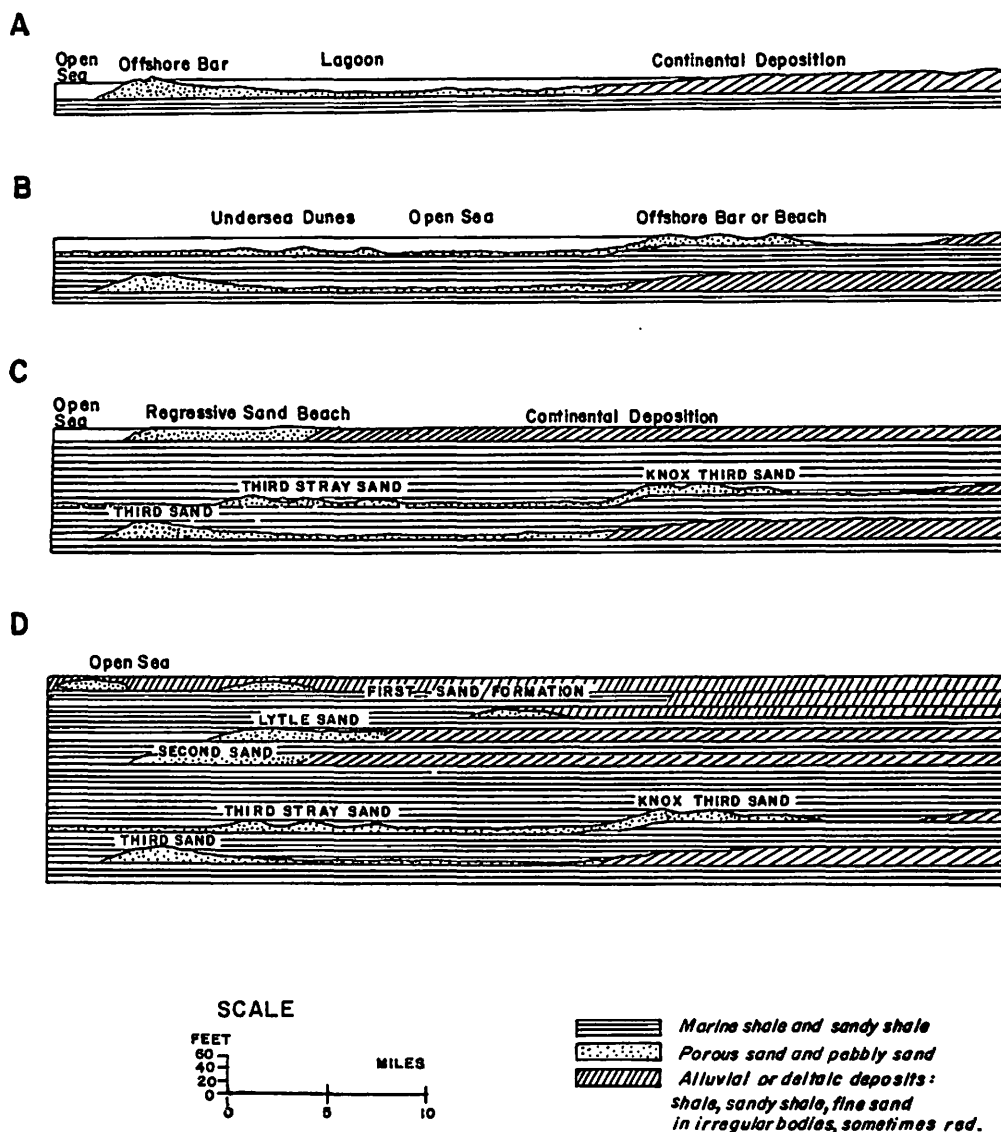 A
Open
Sea
Offshore Bar
Lagoon
Continental Deposition
B
Undersea Dunes
Open Sea
Offshore Bar or Beach
C
Open
Sea
Regressive Sand Beach
Continental Deposition
KNOX THIRD SAND
THIRD STRAY SAND
THIRD SAND
D
Open Sea
FIRST SAND FORMATION
LYTLE SAND
SECOND SAND
KNOX THIRD SAND
THIRD STRAY SAND
THIRD SAND
SCALE
FEET
60
40
20
0
MILES
0 5 10
Marine shale and sandy shale
Porous sand and pebbly sand
Alluvial or deltaic deposits:
shale, sandy shale, fine sand
in irregular bodies, sometimes red.